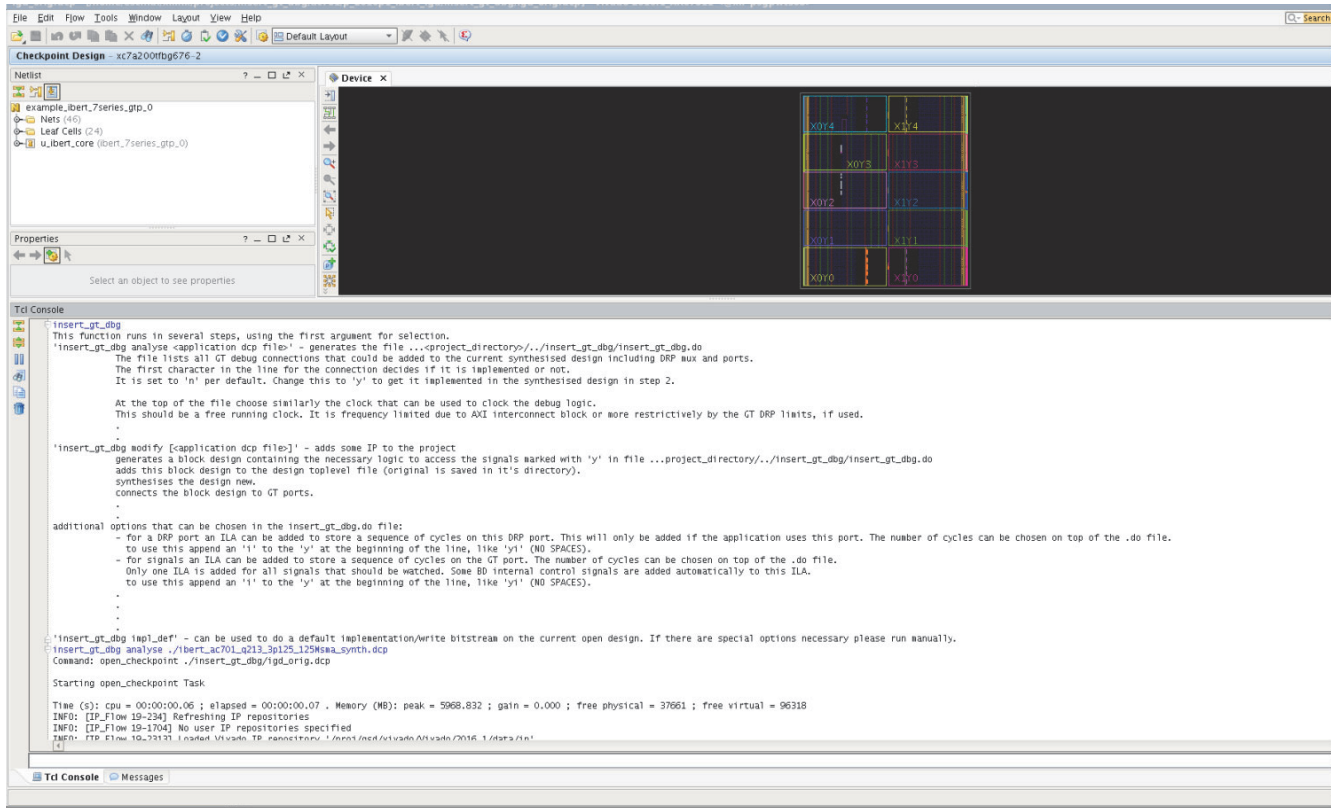 File Edit Flow Tools Window Layout View Help
Q- Search
Default Layout
Checkpoint Design - xc7a200tfbg676-2
Netlist
example_ibert_7series_gtp_0
Nets (46)
Leaf Cells (24)
u_ibert_core (ibert_7series_gtp_0)
Properties
Select an object to see properties
Device
X0Y4 X1Y4
X0Y3 X1Y3
X0Y2 X1Y2
X0Y1 X1Y1
X0Y0 X1Y0
Tcl Console
insert_gt_dbg
This function runs in several steps, using the first argument for selection.
'insert_gt_dbg analyse <application dcp file>' - generates the file ...<project_directory>/../insert_gt_dbg/insert_gt_dbg.do
The file lists all GT debug connections that could be added to the current synthesised design including DRP mux and ports.
The first character in the line for the connection decides if it is implemented or not.
It is set to 'n' per default. Change this to 'y' to get it implemented in the synthesised design in step 2.
At the top of the file choose similarly the clock that can be used to clock the debug logic.
This should be a free running clock. It is frequency limited due to AXI interconnect block or more restrictively by the GT DRP limits, if used.
.
.
'insert_gt_dbg modify [<application dcp file>]' - adds some IP to the project
generates a block design containing the necessary logic to access the signals marked with 'y' in file ...project_directory/../insert_gt_dbg/insert_gt_dbg.do
adds this block design to the design toplevel file (original is saved in it's directory).
synthesises the design new.
connects the block design to GT ports.
.
.
additional options that can be chosen in the insert_gt_dbg.do file:
- for a DRP port an ILA can be added to store a sequence of cycles on this DRP port. This will only be added if the application uses this port. The number of cycles can be chosen on top of the .do file.
to use this append an 'i' to the 'y' at the beginning of the line, like 'yi' (NO SPACES).
- for signals an ILA can be added to store a sequence of cycles on the GT port. The number of cycles can be chosen on top of the .do file.
Only one ILA is added for all signals that should be watched. Some BD internal control signals are added automatically to this ILA.
to use this append an 'i' to the 'y' at the beginning of the line, like 'yi' (NO SPACES).
.
.
.
.
'insert_gt_dbg impl_def' - can be used to do a default implementation/write bitstream on the current open design. If there are special options necessary please run manually.
insert_gt_dbg analyse ./ibert_ac701_q213_3p125_125Msma_synth.dcp
Command: open_checkpoint ./insert_gt_dbg/igd_orig.dcp
Starting open_checkpoint Task
Time (s): cpu = 00:00:00.06 ; elapsed = 00:00:00.07 . Memory (MB): peak = 5968.832 ; gain = 0.000 ; free physical = 37661 ; free virtual = 96318
INFO: [IP_Flow 19-234] Refreshing IP repositories
INFO: [IP_Flow 19-1704] No user IP repositories specified
INFO: [IP_Flow 19-2313] Loaded Vivado IP repository '/proj/gsd/vivado/Vivado/2016.1/data/ip'.
Tcl Console Messages